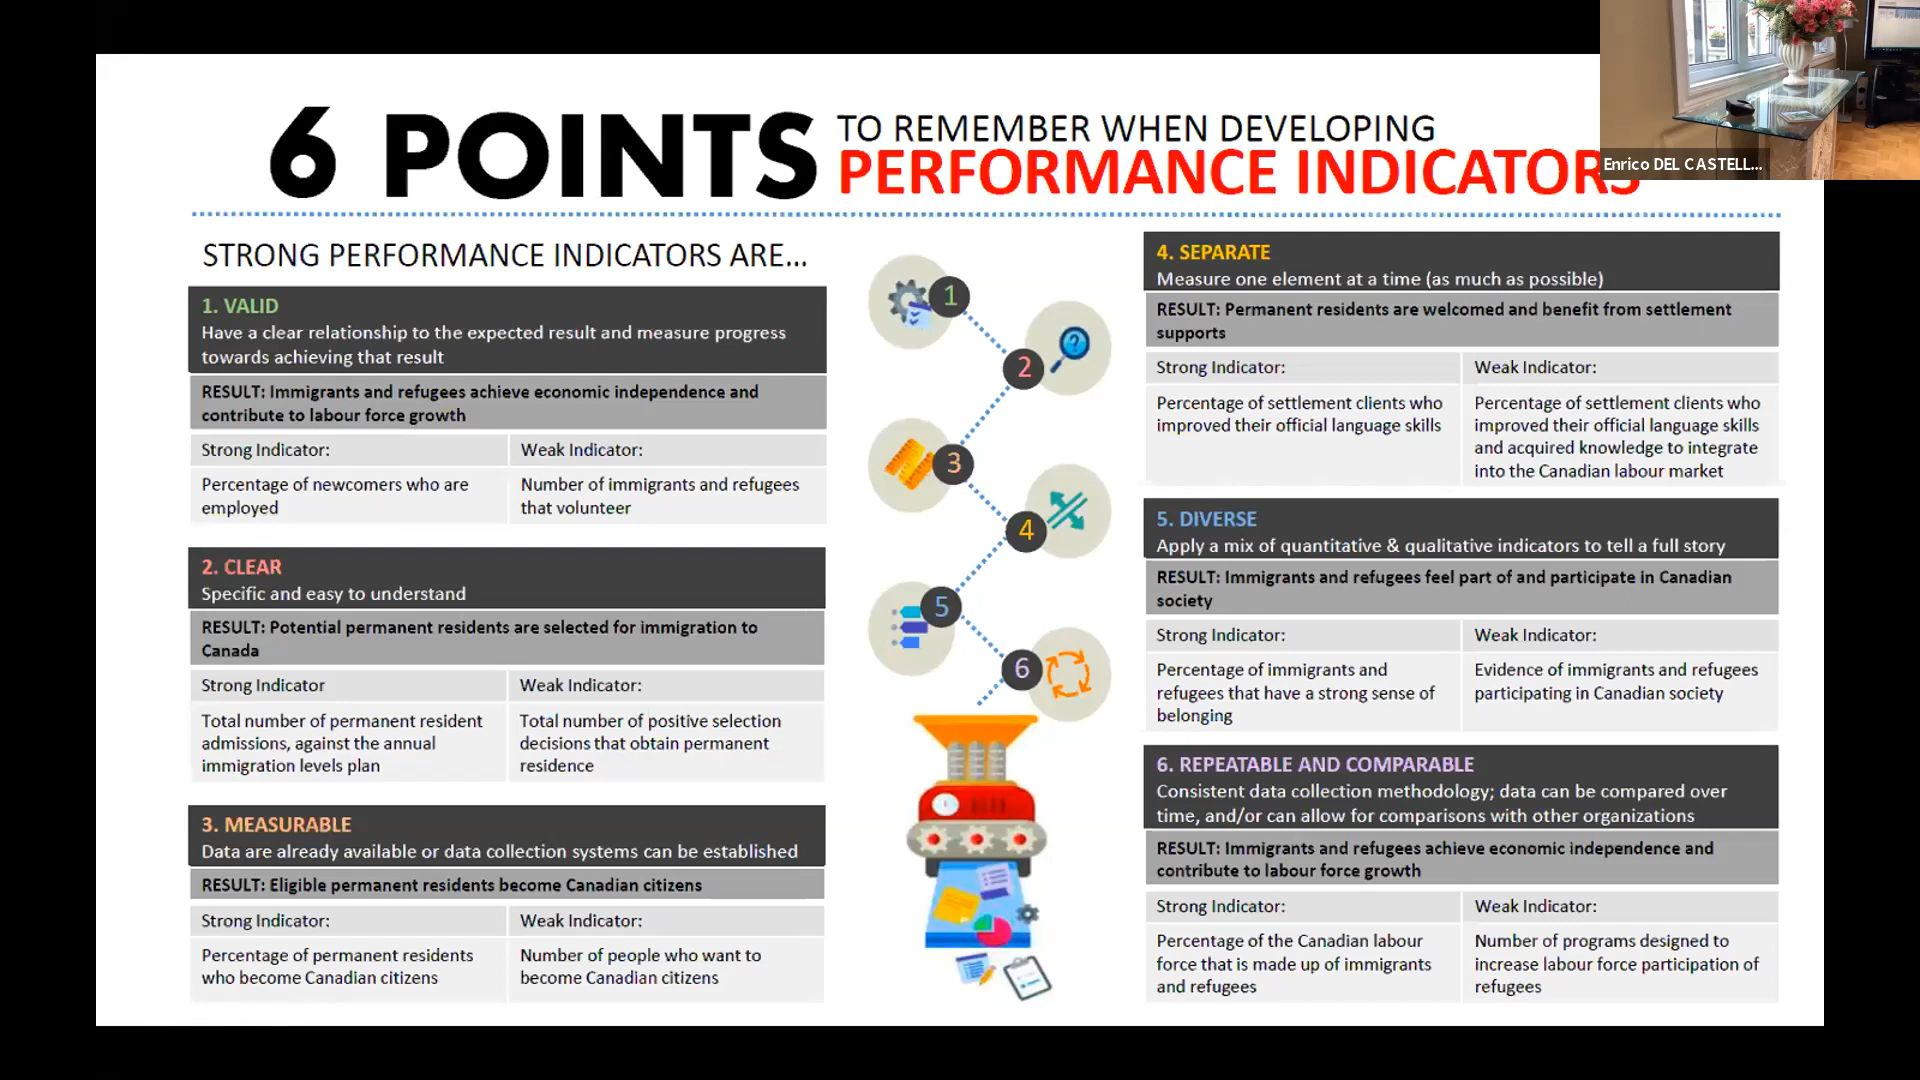 6 POINTS
TO REMEMBER WHEN DEVELOPING
PERFORMANCE INDICATORS
Enrico DEL CASTELL...
STRONG PERFORMANCE INDICATORS ARE...
1. VALID
Have a clear relationship to the expected result and measure progress
towards achieving that result
RESULT: Immigrants and refugees achieve economic independence and
contribute to labour force growth
Strong Indicator:
Percentage of newcomers who are
employed
Weak Indicator:
Number of immigrants and refugees
that volunteer
2. CLEAR
Specific and easy to understand
RESULT: Potential permanent residents are selected for immigration to
Canada
Strong Indicator
Total number of permanent resident
admissions, against the annual
immigration levels plan
Weak Indicator:
Total number of positive selection
decisions that obtain permanent
residence
3. MEASURABLE
Data are already available or data collection systems can be established
RESULT: Eligible permanent residents become Canadian citizens
Strong Indicator:
Percentage of permanent residents
who become Canadian citizens
Weak Indicator:
Number of people who want to
become Canadian citizens
1
2
3
4
5
6
4. SEPARATE
Measure one element at a time (as much as possible)
RESULT: Permanent residents are welcomed and benefit from settlement
supports
Strong Indicator:
Percentage of settlement clients who
improved their official language skills
Weak Indicator:
Percentage of settlement clients who
improved their official language skills
and acquired knowledge to integrate
into the Canadian labour market
5. DIVERSE
Apply a mix of quantitative & qualitative indicators to tell a full story
RESULT: Immigrants and refugees feel part of and participate in Canadian
society
Strong Indicator:
Percentage of immigrants and
refugees that have a strong sense of
belonging
Weak Indicator:
Evidence of immigrants and refugees
participating in Canadian society
6. REPEATABLE AND COMPARABLE
Consistent data collection methodology; data can be compared over
time, and/or can allow for comparisons with other organizations
RESULT: Immigrants and refugees achieve economic independence and
contribute to labour force growth
Strong Indicator:
Percentage of the Canadian labour
force that is made up of immigrants
and refugees
Weak Indicator:
Number of programs designed to
increase labour force participation of
refugees